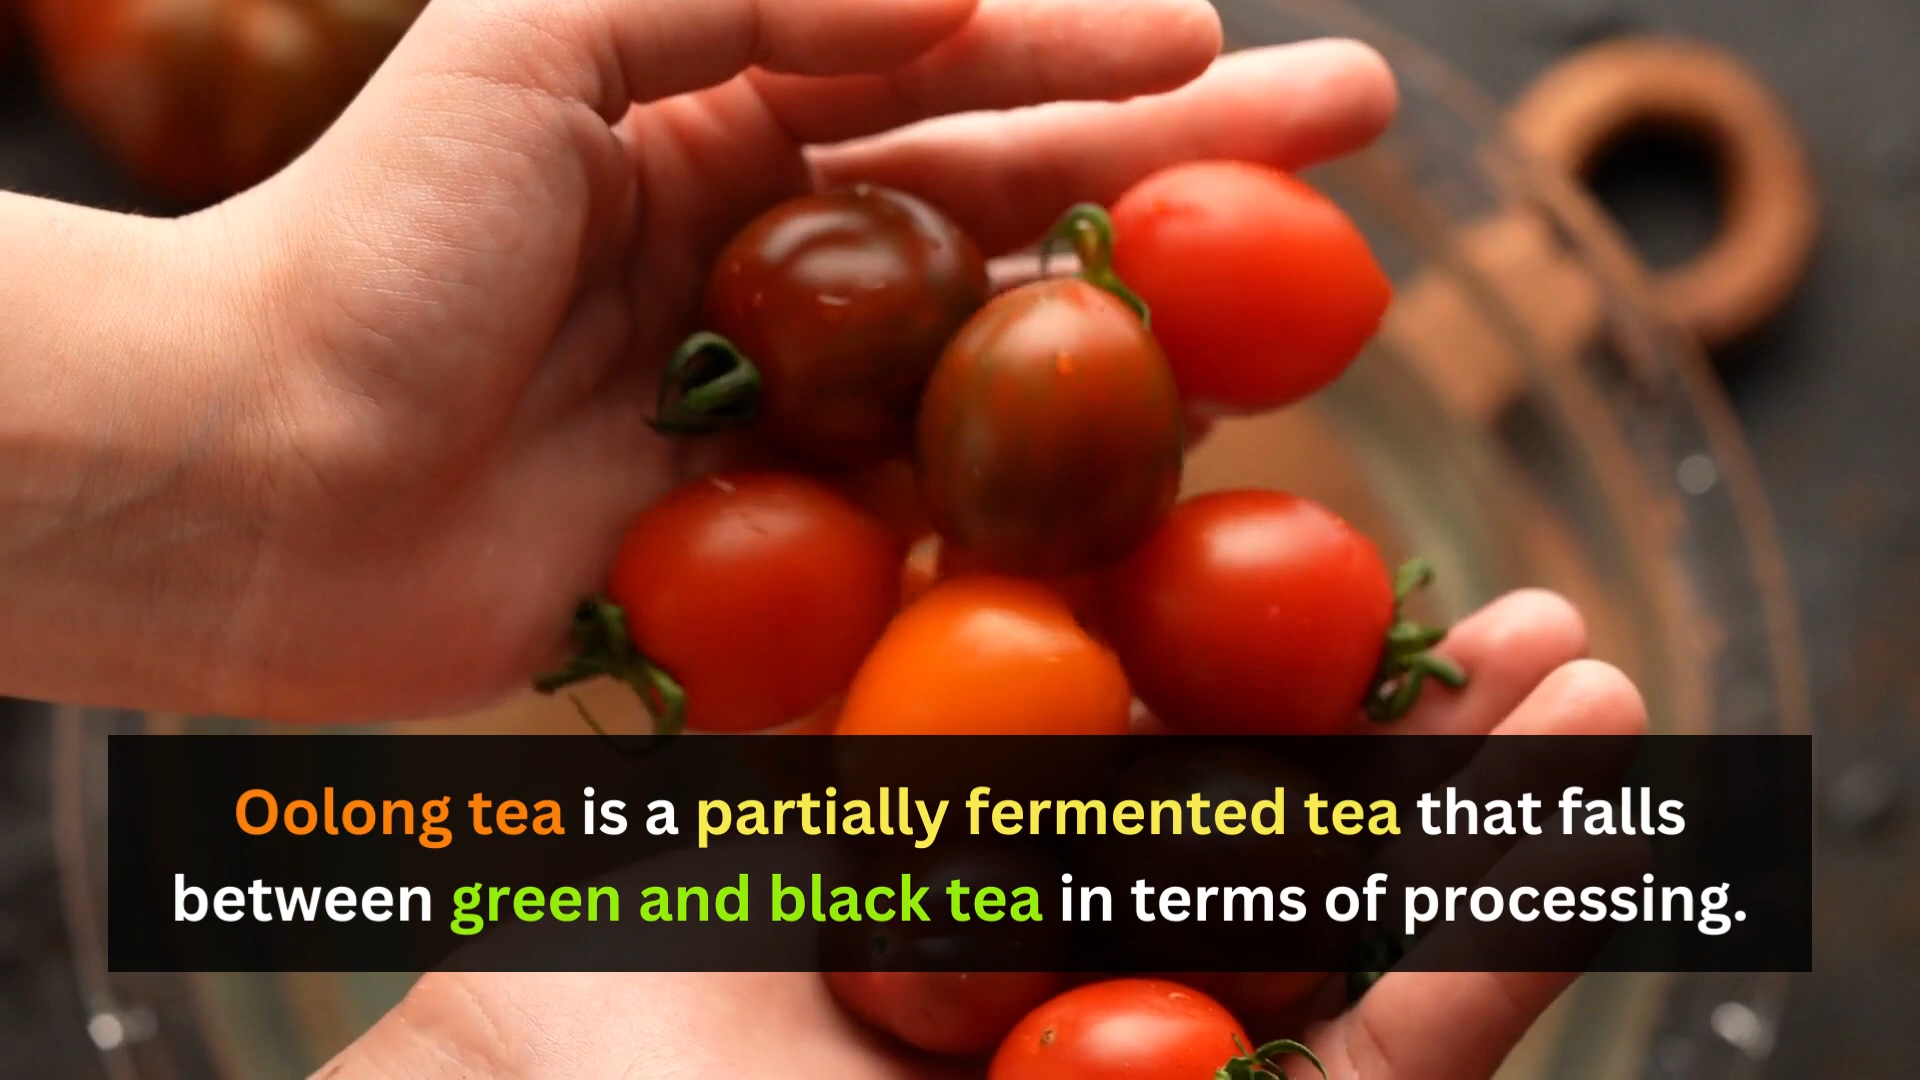 Oolong tea is a partially fermented tea that falls
between green and black tea in terms of processing.